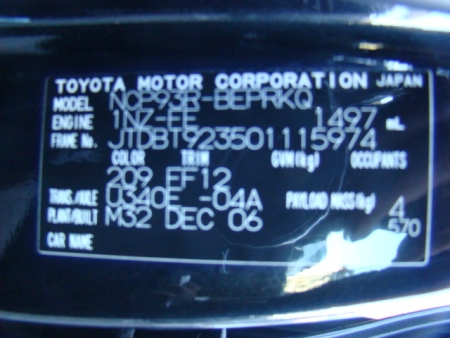 TOYOTA MOTOR CORPORATION JAPAN
MODEL NCP93R-BEPRKQ
ENGINE 1NZ-FE 1497 mL
FRAME No. JTDBT923501115974
COLOR TRIM GVM(kg) OCCUPANTS
209 EF12
TRANS./AXLE U340E -04A PAYLOAD MASS(kg) 4
PLANT/BUILT M32 DEC 06 570
CAR NAME